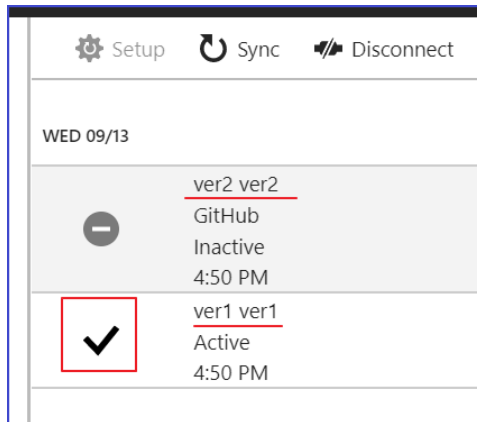 Setup Sync Disconnect
WED 09/13
ver2 ver2
GitHub
Inactive
4:50 PM
ver1 ver1
Active
4:50 PM